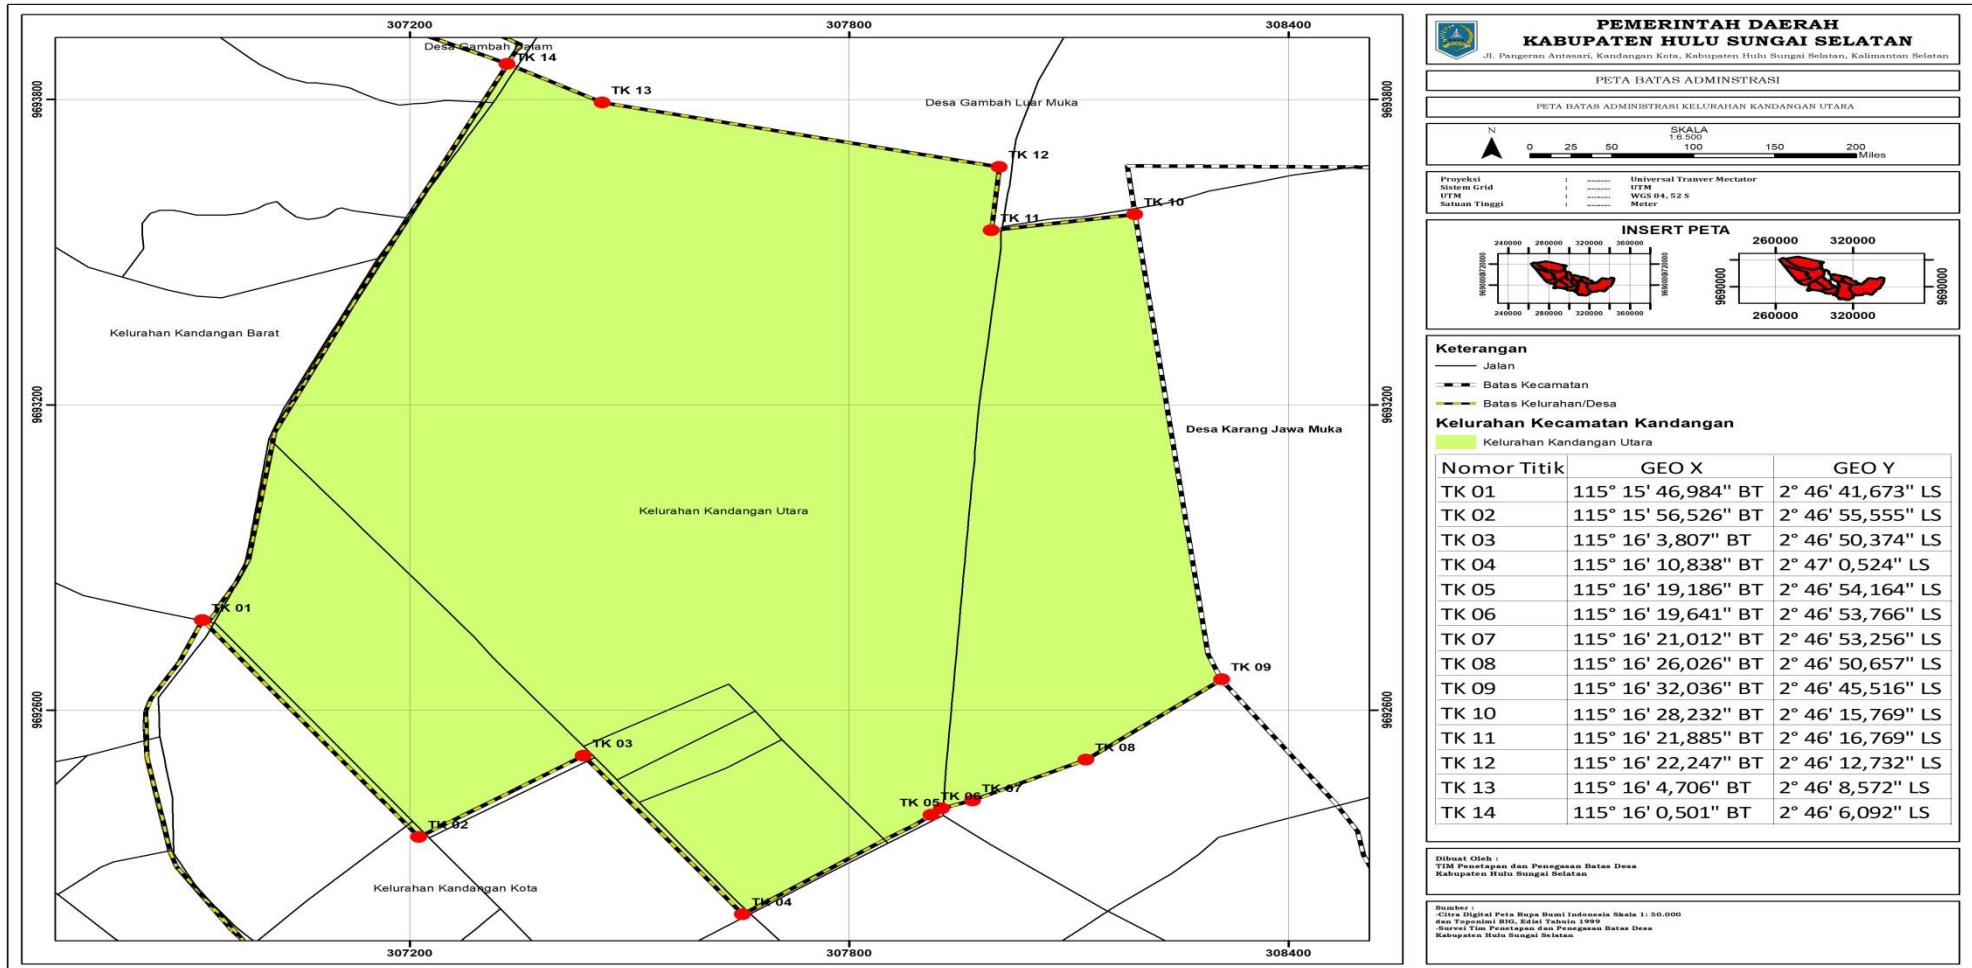 307200
307800
308400
9693800
9693200
9692600
9693800
9693200
9692600
307200
307800
308400
Desa Gambah Dalam
TK 14
TK 13
Desa Gambah Luar Muka
TK 12
TK 10
TK 11
Kelurahan Kandangan Barat
Desa Karang Jawa Muka
Kelurahan Kandangan Utara
TK 01
TK 09
TK 03
TK 08
TK 07
TK 06
TK 05
TK 02
Kelurahan Kandangan Kota
TK 04
PEMERINTAH DAERAH
KABUPATEN HULU SUNGAI SELATAN
Jl. Pangeran Antasari, Kandangan Kota, Kabupaten Hulu Sungai Selatan, Kalimantan Selatan
PETA BATAS ADMINSTRASI
PETA BATAS ADMINISTRASI KELURAHAN KANDANGAN UTARA
N
SKALA
1:6.500
0 25 50 100 150 200
Miles
Proyeksi : .......... Universal Tranver Mectator
Sistem Grid : .......... UTM
UTM : .......... WGS 84, 52 S
Satuan Tinggi : .......... Meter
INSERT PETA
240000 280000 320000 360000
240000 280000 320000 360000
260000 320000
9690000 9690000
260000 320000
Keterangan
Jalan
Batas Kecamatan
Batas Kelurahan/Desa
Kelurahan Kecamatan Kandangan
Kelurahan Kandangan Utara
Nomor Titik GEO X GEO Y
TK 01 115° 15' 46,984" BT 2° 46' 41,673" LS
TK 02 115° 15' 56,526" BT 2° 46' 55,555" LS
TK 03 115° 16' 3,807" BT 2° 46' 50,374" LS
TK 04 115° 16' 10,838" BT 2° 47' 0,524" LS
TK 05 115° 16' 19,186" BT 2° 46' 54,164" LS
TK 06 115° 16' 19,641" BT 2° 46' 53,766" LS
TK 07 115° 16' 21,012" BT 2° 46' 53,256" LS
TK 08 115° 16' 26,026" BT 2° 46' 50,657" LS
TK 09 115° 16' 32,036" BT 2° 46' 45,516" LS
TK 10 115° 16' 28,232" BT 2° 46' 15,769" LS
TK 11 115° 16' 21,885" BT 2° 46' 16,769" LS
TK 12 115° 16' 22,247" BT 2° 46' 12,732" LS
TK 13 115° 16' 4,706" BT 2° 46' 8,572" LS
TK 14 115° 16' 0,501" BT 2° 46' 6,092" LS
Dibuat Oleh :
TIM Penetapan dan Penegasan Batas Desa
Kabupaten Hulu Sungai Selatan
Sumber :
-Citra Digital Peta Rupa Bumi Indonesia Skala 1: 50.000
dan Toponimi BIG, Edisi Tahuin 1999
-Survei Tim Penetapan dan Penegasan Batas Desa
Kabupaten Hulu Sungai Selatan